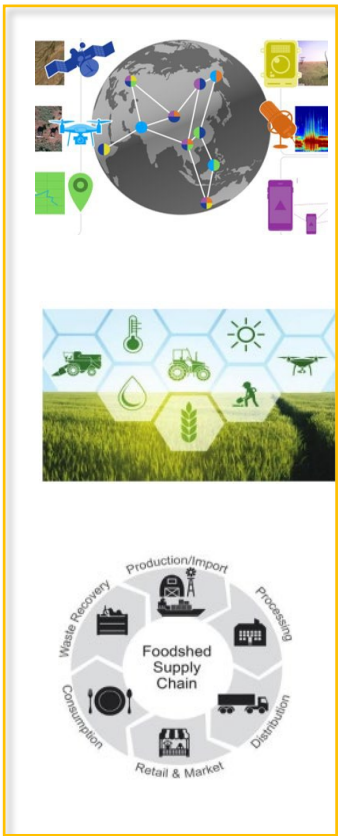 Production/Import
Processing
Distribution
Retail & Market
Consumption
Waste Recovery
Foodshed
Supply
Chain